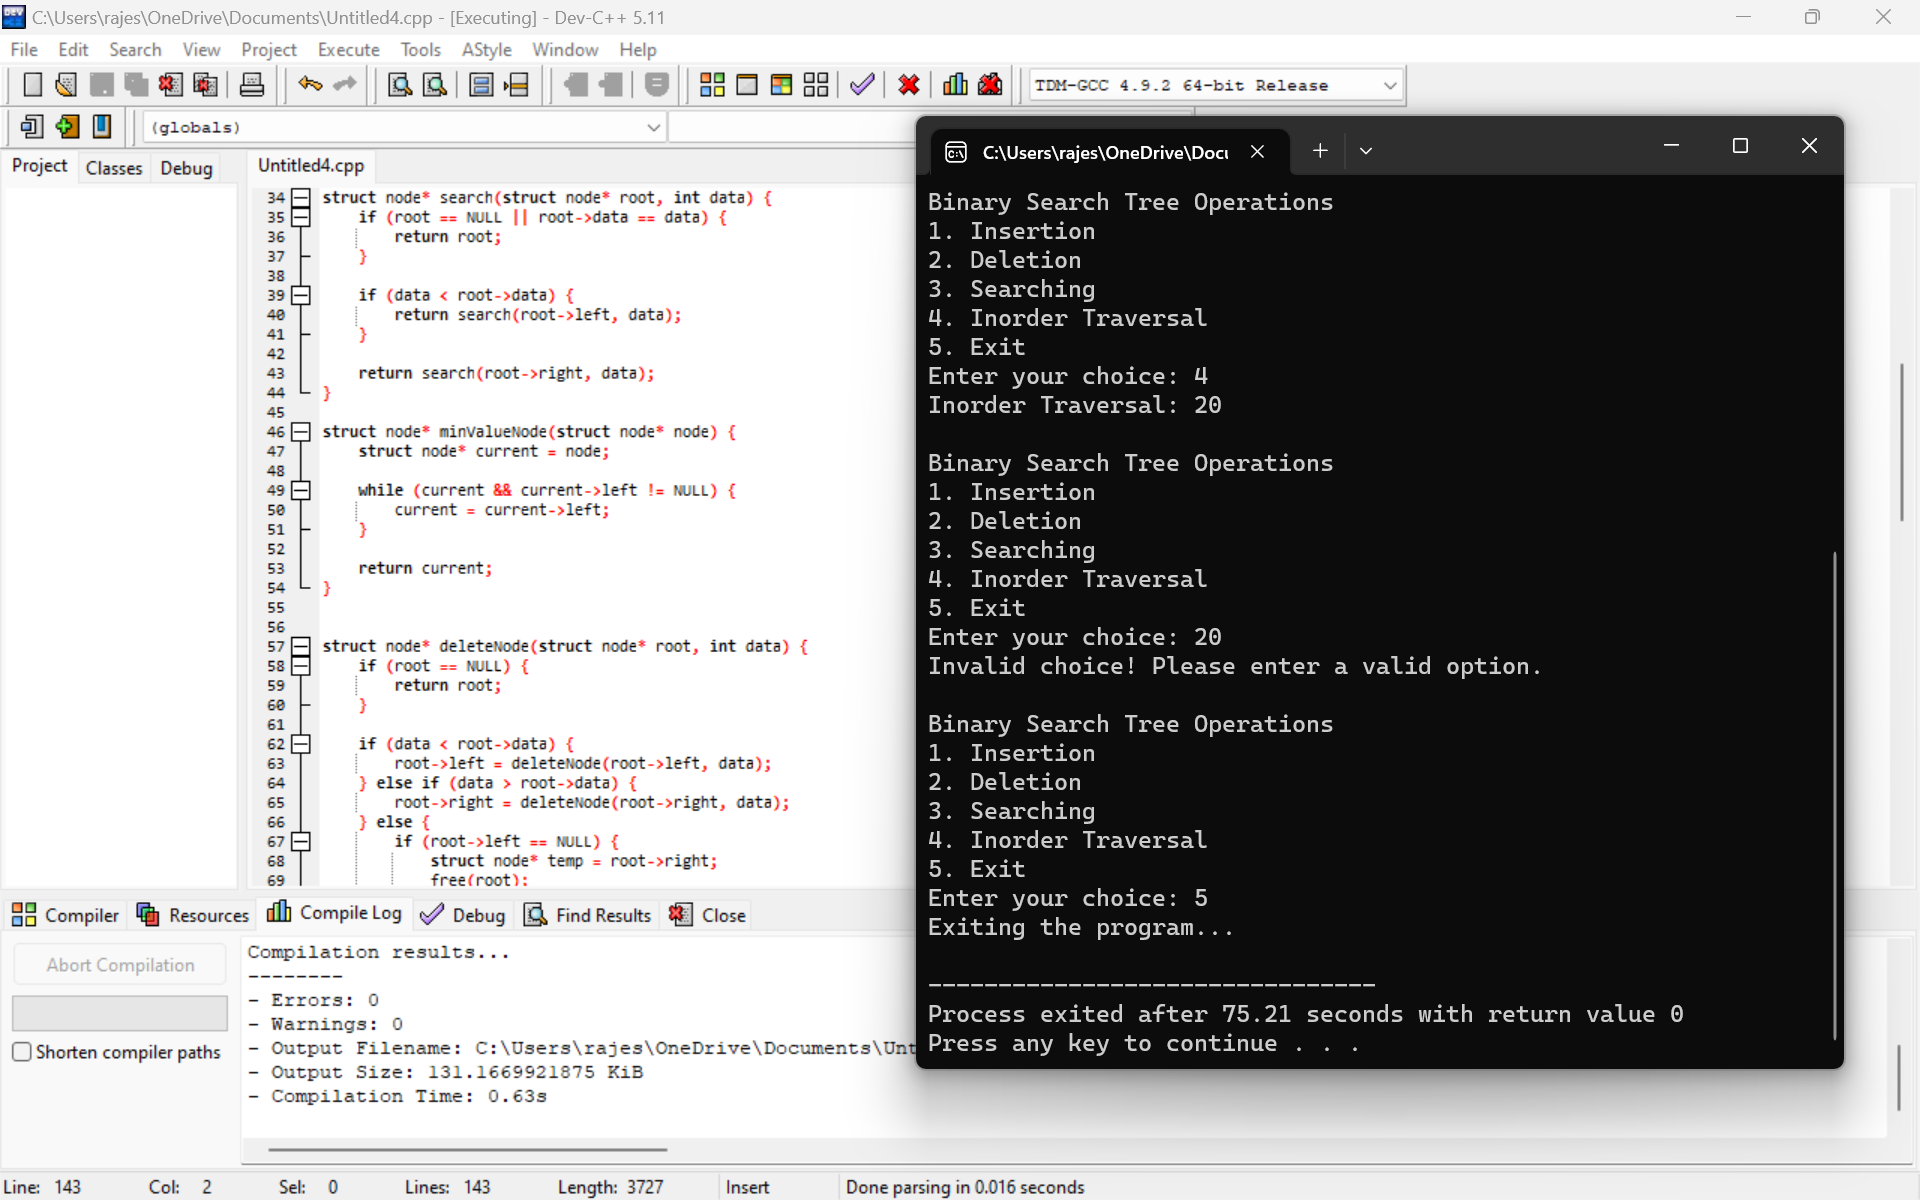 C:\Users\rajes\OneDrive\Documents\Untitled4.cpp - [Executing] - Dev-C++ 5.11
File Edit Search View Project Execute Tools AStyle Window Help
TDM-GCC 4.9.2 64-bit Release
(globals)
Project Classes Debug
Untitled4.cpp
34 struct node* search(struct node* root, int data) {
35 if (root == NULL || root->data == data) {
36 return root;
37 }
38
39 if (data < root->data) {
40 return search(root->left, data);
41 }
42
43 return search(root->right, data);
44 }
45
46 struct node* minValueNode(struct node* node) {
47 struct node* current = node;
48
49 while (current && current->left != NULL) {
50 current = current->left;
51 }
52
53 return current;
54 }
55
56
57 struct node* deleteNode(struct node* root, int data) {
58 if (root == NULL) {
59 return root;
60 }
61
62 if (data < root->data) {
63 root->left = deleteNode(root->left, data);
64 } else if (data > root->data) {
65 root->right = deleteNode(root->right, data);
66 } else {
67 if (root->left == NULL) {
68 struct node* temp = root->right;
69 free(root);
C:\Users\rajes\OneDrive\Docu
Binary Search Tree Operations
1. Insertion
2. Deletion
3. Searching
4. Inorder Traversal
5. Exit
Enter your choice: 4
Inorder Traversal: 20
Binary Search Tree Operations
1. Insertion
2. Deletion
3. Searching
4. Inorder Traversal
5. Exit
Enter your choice: 20
Invalid choice! Please enter a valid option.
Binary Search Tree Operations
1. Insertion
2. Deletion
3. Searching
4. Inorder Traversal
5. Exit
Enter your choice: 5
Exiting the program...
--------------------------------
Process exited after 75.21 seconds with return value 0
Press any key to continue . . .
Compiler Resources Compile Log Debug Find Results Close
Abort Compilation
Shorten compiler paths
Compilation results...
--------
- Errors: 0
- Warnings: 0
- Output Filename: C:\Users\rajes\OneDrive\Documents\Unt
- Output Size: 131.1669921875 KiB
- Compilation Time: 0.63s
Line: 143 Col: 2 Sel: 0 Lines: 143 Length: 3727 Insert Done parsing in 0.016 seconds